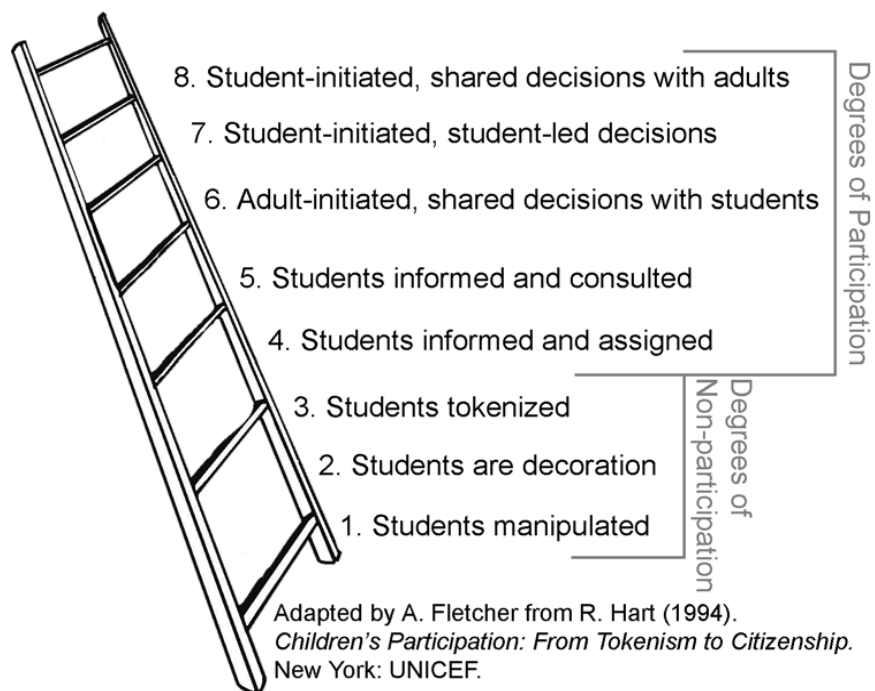 8. Student-initiated, shared decisions with adults
7. Student-initiated, student-led decisions
6. Adult-initiated, shared decisions with students
5. Students informed and consulted
4. Students informed and assigned
Degrees of Participation
3. Students tokenized
2. Students are decoration
1. Students manipulated
Degrees of
Non-participation
Adapted by A. Fletcher from R. Hart (1994).
Children's Participation: From Tokenism to Citizenship.
New York: UNICEF.